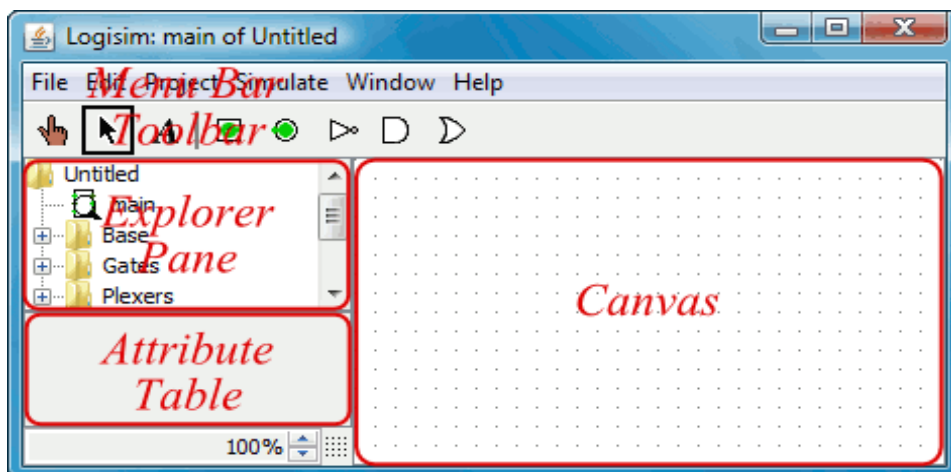 Logisim: main of Untitled
File Edit Project Simulate Window Help
Menu Bar
Toolbar
A
Untitled
main
Explorer
Base
Pane
Gates
Plexers
Canvas
Attribute
Table
100%